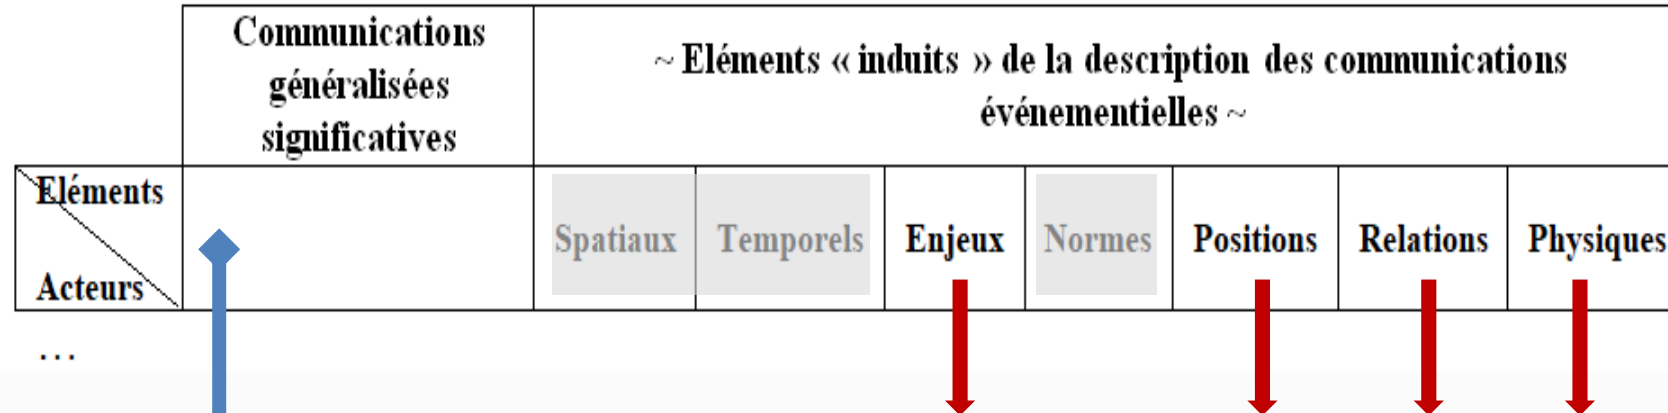 Communications
généralisées
significatives
~ Eléments « induits » de la description des communications
événementielles ~
Eléments
Acteurs
Spatiaux
Temporels
Enjeux
Normes
Positions
Relations
Physiques
...